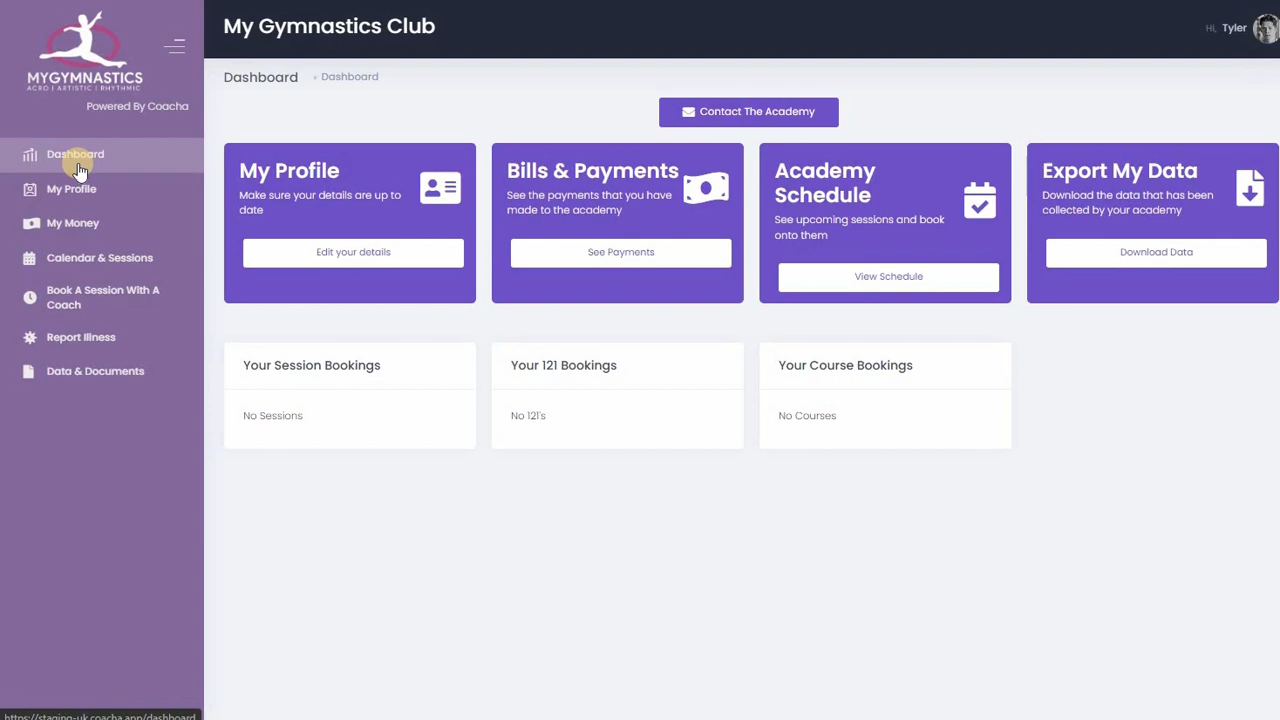 MYGYMNASTICS
ACRO | ARTISTIC | RHYTHMIC
Powered By Coacha
Dashboard
My Profile
My Money
Calendar & Sessions
Book A Session With A
Coach
Report Illness
Data & Documents
https://staging-uk.coacha.app/dashboard
My Gymnastics Club
Hi, Tyler
Dashboard • Dashboard
Contact The Academy
My Profile
Make sure your details are up to
date
Edit your details
Bills & Payments
See the payments that you have
made to the academy
See Payments
Academy
Schedule
See upcoming sessions and book
onto them
View Schedule
Export My Data
Download the data that has been
collected by your academy
Download Data
Your Session Bookings
No Sessions
Your 121 Bookings
No 121's
Your Course Bookings
No Courses